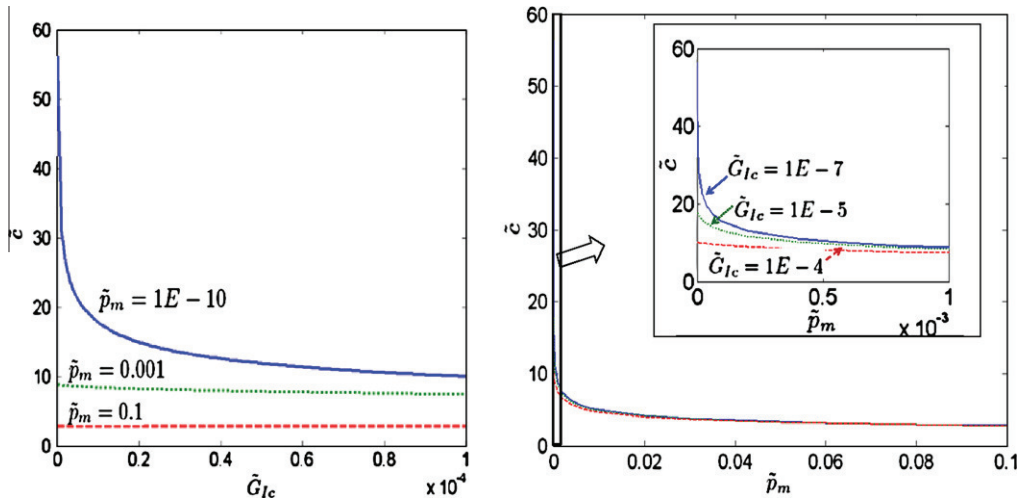 60
50
40
30
20
10
0
c̃
p̃m = 1E − 10
p̃m = 0.001
p̃m = 0.1
0 0.2 0.4 0.6 0.8 1
G̃Ic
x 10-4
60
50
40
30
20
10
0
c̃
0 0.02 0.04 0.06 0.08 0.1
p̃m
60
40
20
0
c̃
G̃Ic = 1E − 7
G̃Ic = 1E − 5
G̃Ic = 1E − 4
0 0.5 1
p̃m
x 10-3